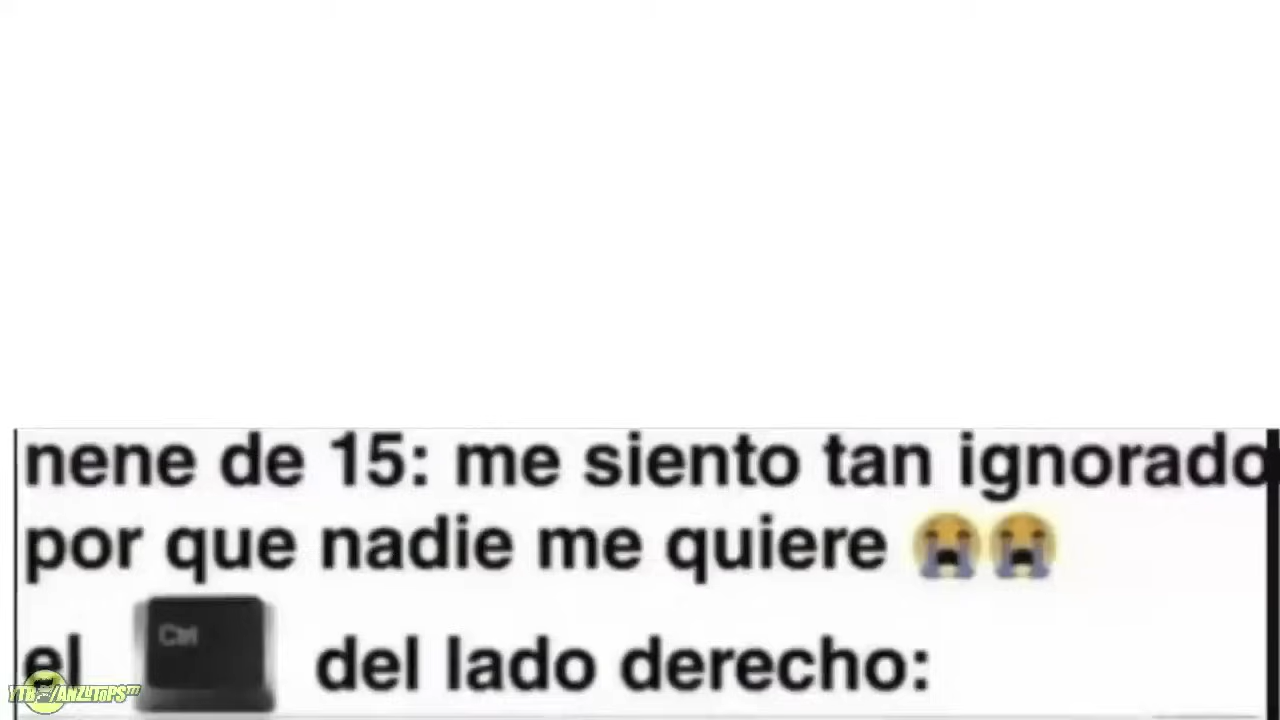 nene de 15: me siento tan ignorado
por que nadie me quiere 😭😭
el Ctrl del lado derecho: